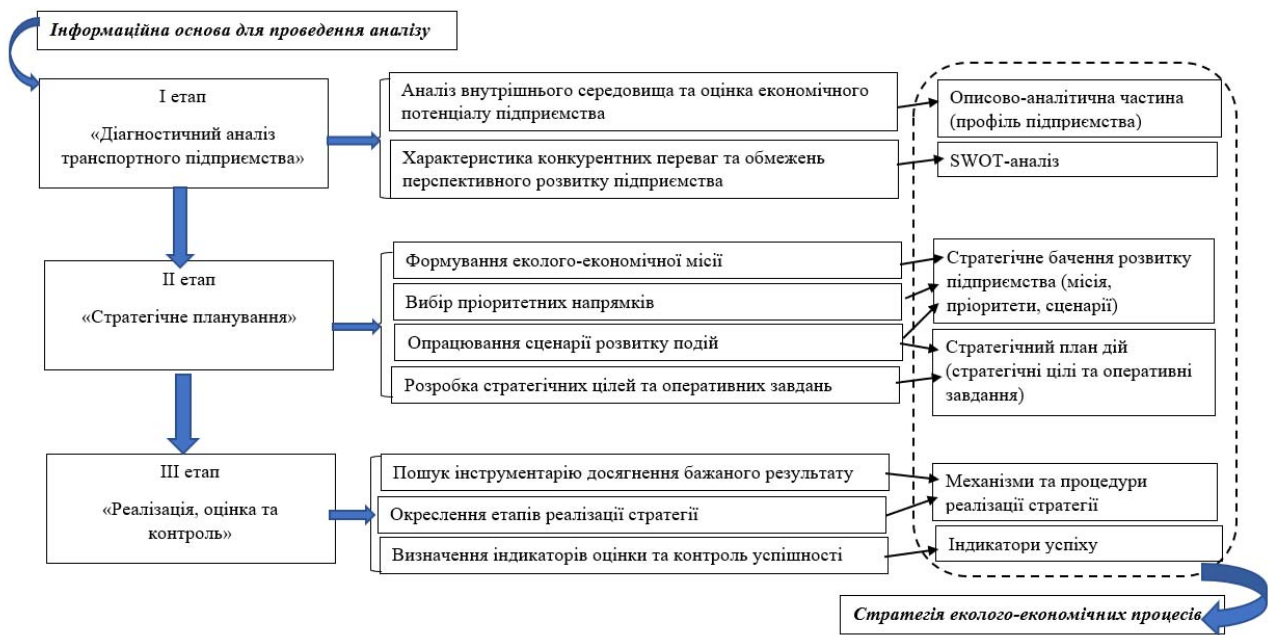 Інформаційна основа для проведення аналізу
І етап
«Діагностичний аналіз
транспортного підприємства»
Аналіз внутрішнього середовища та оцінка економічного
потенціалу підприємства
Характеристика конкурентних переваг та обмежень
перспективного розвитку підприємства
Описово-аналітична частина
(профіль підприємства)
SWOT-аналіз
ІІ етап
«Стратегічне планування»
Формування еколого-економічної місії
Вибір пріоритетних напрямків
Опрацювання сценарії розвитку подій
Розробка стратегічних цілей та оперативних завдань
Стратегічне бачення розвитку
підприємства (місія,
пріоритети, сценарії)
Стратегічний план дій
(стратегічні цілі та оперативні
завдання)
ІІІ етап
«Реалізація, оцінка та
контроль»
Пошук інструментарію досягнення бажаного результату
Окреслення етапів реалізації стратегії
Визначення індикаторів оцінки та контроль успішності
Механізми та процедури
реалізації стратегії
Індикатори успіху
Стратегія еколого-економічних процесів